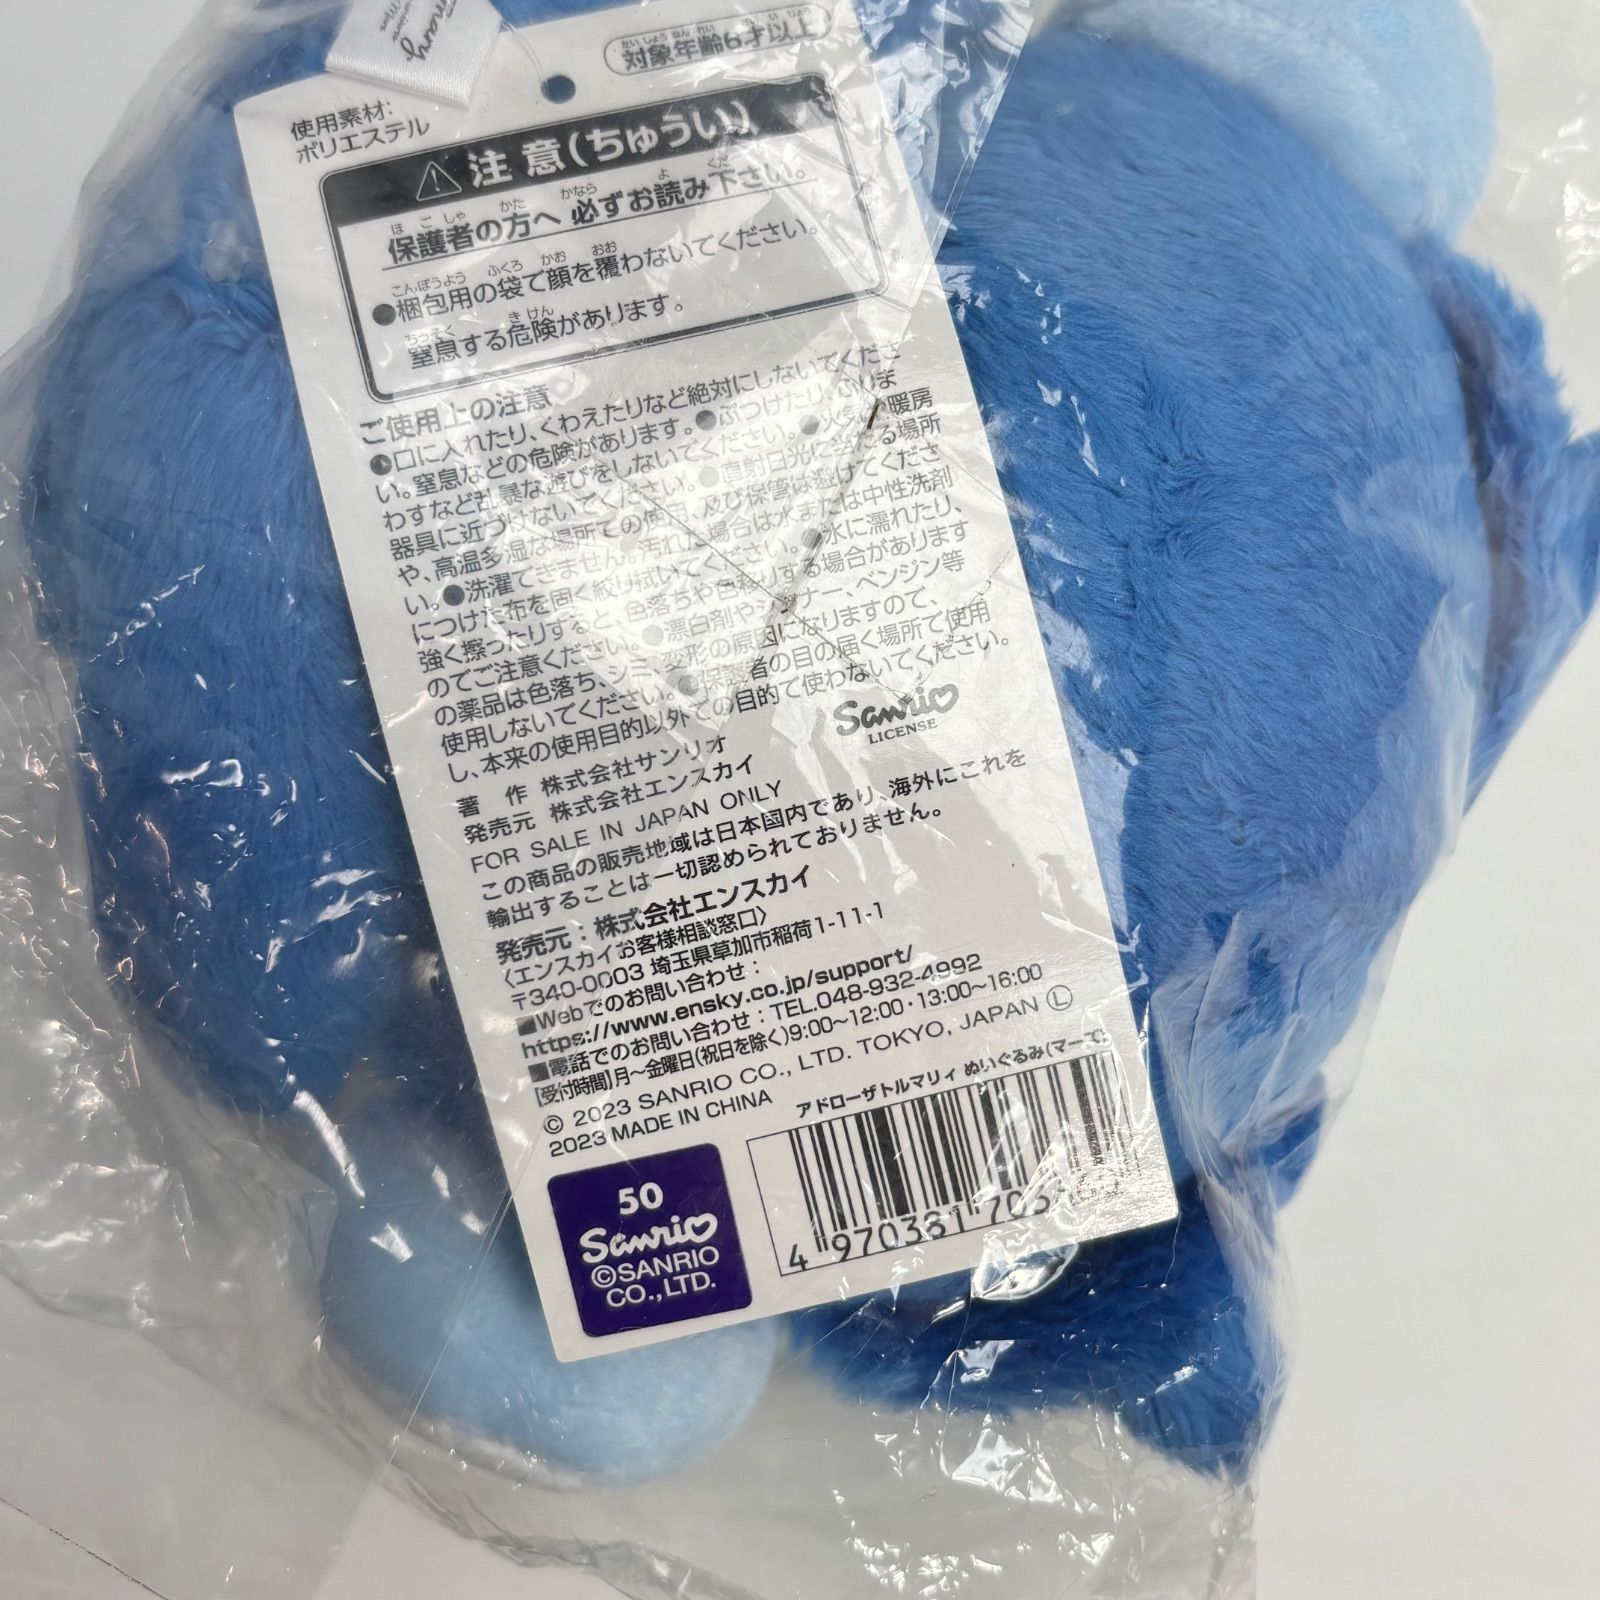 対象年齢6才以上
使用素材:
ポリエステル
注意(ちゅうい)
保護者の方へ 必ずお読み下さい。
●梱包用の袋で顔を覆わないでください。
窒息する危険があります。
ご使用上の注意
●口に入れたり、くわえたりなど絶対にしないでくださ
い。窒息などの危険があります。●ぶつけたり、ふりま
わすなど乱暴な遊びをしないでください。●火気や暖房
器具に近づけないでください。●直射日光に当たる場所
や、高温多湿な場所での使用、及び保管は避けてくださ
い。●洗濯できません。汚れた場合は水または中性洗剤
につけた布を固く絞り拭いてください。●水に濡れたり、
強く擦ったりすると、色落ちや色移りする場合があります
のでご注意ください。●漂白剤やシンナー、ベンジン等
の薬品は色落ち、シミ、変形の原因になりますので、
使用しないでください。●保護者の目の届く場所で使用
し、本来の使用目的以外での目的で使わないでください。
著 作 株式会社サンリオ
発売元 株式会社エンスカイ
Sanrio
LICENSE
FOR SALE IN JAPAN ONLY
この商品の販売地域は日本国内であり、海外にこれを
輸出することは一切認められておりません。
発売元:株式会社エンスカイ
〈エンスカイお客様相談窓口〉
〒340-0003 埼玉県草加市稲荷1-11-1
■Webでのお問い合わせ:
https://www.ensky.co.jp/support/
■電話でのお問い合わせ:TEL.048-932-4992
【受付時間】月〜金曜日(祝日を除く)9:00〜12:00・13:00〜16:00
© 2023 SANRIO CO., LTD. TOKYO, JAPAN Ⓛ
2023 MADE IN CHINA
アドローザトルマリィ ぬいぐるみ(マーで)
50
Sanrio
©SANRIO
CO.,LTD.
4 970381